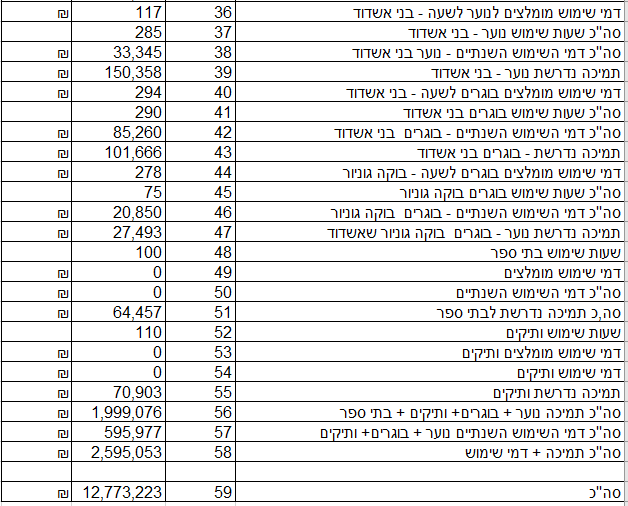 דמי שימוש מומלצים לנוער לשעה - בני אשדוד 36 117 ₪
סה"כ שעות שימוש נוער - בני אשדוד 37 285
סה"כ דמי השימוש השנתיים - נוער בני אשדוד 38 33,345 ₪
תמיכה נדרשת נוער - בני אשדוד 39 150,358 ₪
דמי שימוש מומלצים בוגרים לשעה - בני אשדוד 40 294 ₪
סה"כ שעות שימוש בוגרים בני אשדוד 41 290
סה"כ דמי השימוש השנתיים - בוגרים בני אשדוד 42 85,260 ₪
תמיכה נדרשת - בוגרים בני אשדוד 43 101,666 ₪
דמי שימוש מומלצים בוגרים לשעה - בוקה גוניור 44 278 ₪
סה"כ שעות שימוש בוגרים בוקה גוניור 45 75
סה"כ דמי השימוש השנתיים - בוגרים בוקה גוניור 46 20,850 ₪
תמיכה נדרשת נוער - בוגרים בוקה גוניור שאשדוד 47 27,493 ₪
שעות שימוש בתי ספר 48 100
דמי שימוש מומלצים 49 0 ₪
סה"כ דמי השימוש השנתיים 50 0 ₪
סה,כ תמיכה נדרשת לבתי ספר 51 64,457 ₪
שעות שימוש ותיקים 52 110
דמי שימוש מומלצים ותיקים 53 0 ₪
דמי שימוש ותיקים 54 0 ₪
תמיכה נדרשת ותיקים 55 70,903 ₪
סה"כ תמיכה נוער + בוגרים+ ותיקים + בתי ספר 56 1,999,076 ₪
סה"כ דמי השימוש השנתיים נוער + בוגרים+ ותיקים 57 595,977 ₪
סה"כ תמיכה + דמי שימוש 58 2,595,053 ₪
סה"כ 59 12,773,223 ₪